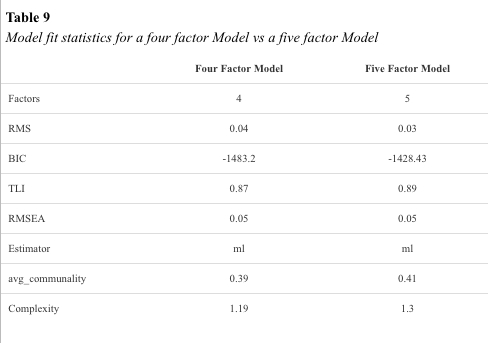 Table 9
Model fit statistics for a four factor Model vs a five factor Model
Four Factor Model Five Factor Model
Factors 4 5
RMS 0.04 0.03
BIC -1483.2 -1428.43
TLI 0.87 0.89
RMSEA 0.05 0.05
Estimator ml ml
avg_communality 0.39 0.41
Complexity 1.19 1.3